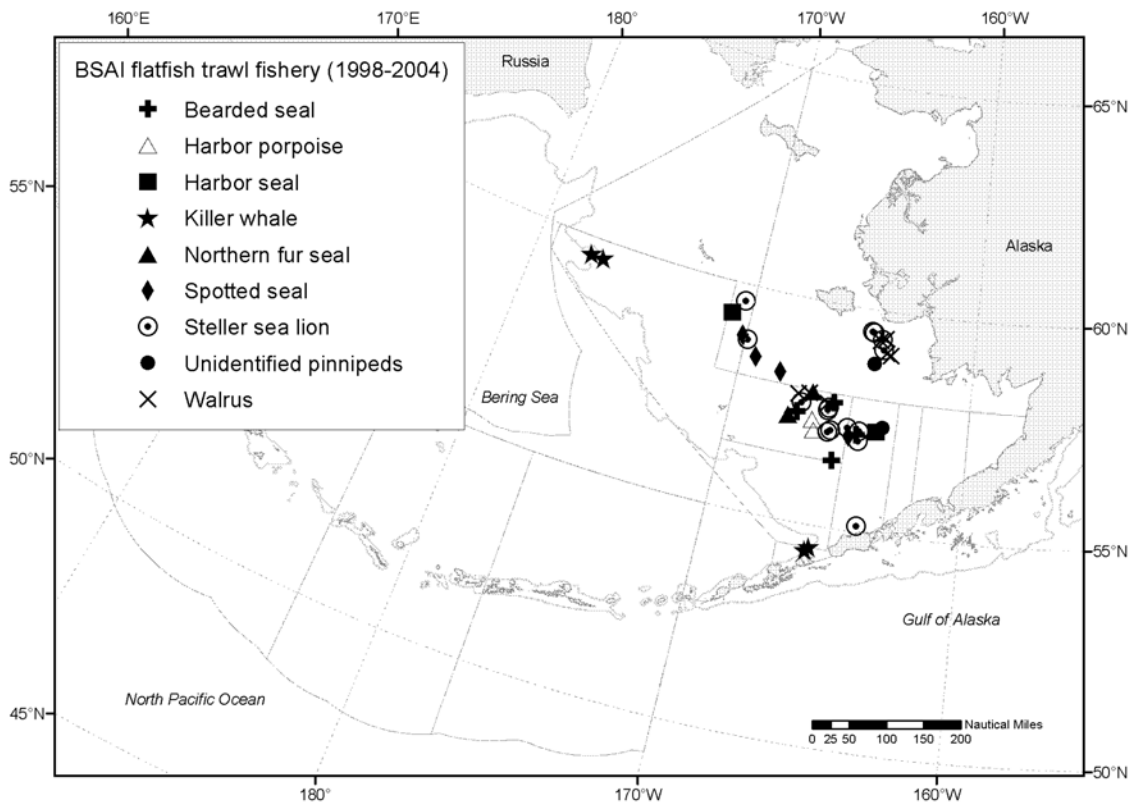 160°E 170°E 180° 170°W 160°W
BSAI flatfish trawl fishery (1998-2004)
Bearded seal
Harbor porpoise
Harbor seal
Killer whale
Northern fur seal
Spotted seal
Steller sea lion
Unidentified pinnipeds
Walrus
Russia
65°N
55°N
Alaska
60°N
Bering Sea
50°N
55°N
Gulf of Alaska
North Pacific Ocean
45°N
Nautical Miles
0 25 50 100 150 200
50°N
180° 170°W 160°W